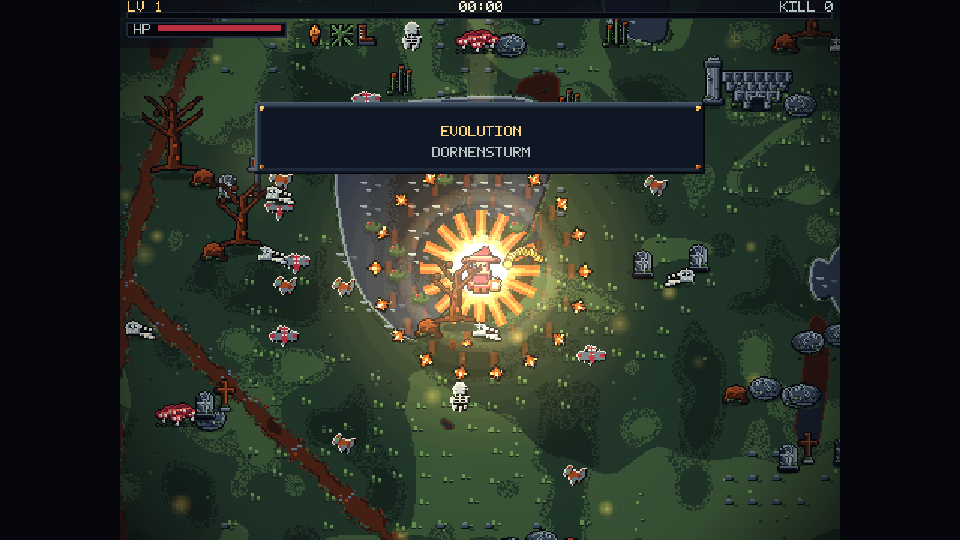 LV 1
00:00
KILL 0
HP
EVOLUTION
DORNENSTURM